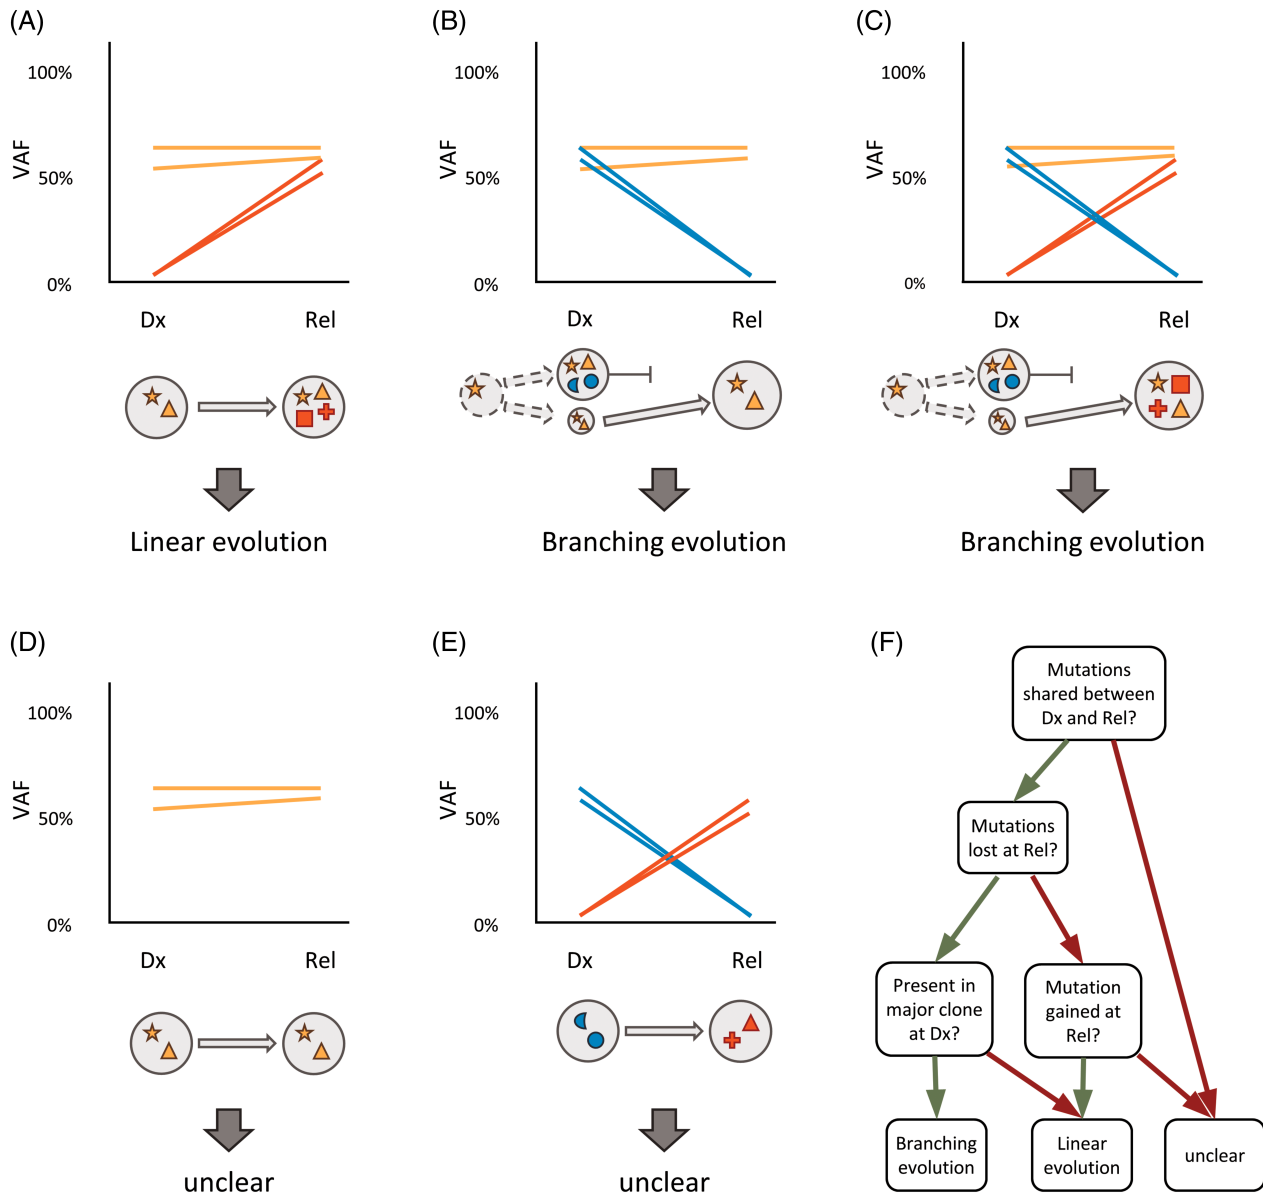 (A)
100%
VAF
50%
0%
Dx Rel
Linear evolution
(B)
100%
VAF
50%
0%
Dx Rel
Branching evolution
(C)
100%
VAF
50%
0%
Dx Rel
Branching evolution
(D)
100%
VAF
50%
0%
Dx Rel
unclear
(E)
100%
VAF
50%
0%
Dx Rel
unclear
(F)
Mutations
shared between
Dx and Rel?
Mutations
lost at Rel?
Present in
major clone
at Dx?
Mutation
gained at
Rel?
Branching
evolution
Linear
evolution
unclear